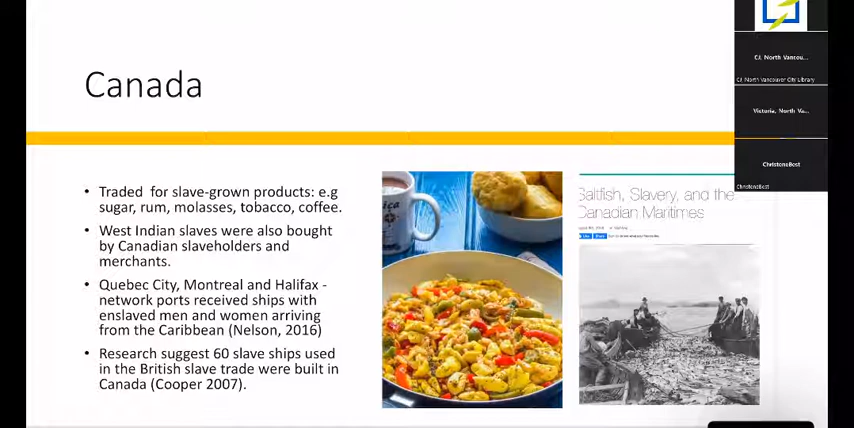 Canada
• Traded for slave-grown products: e.g
sugar, rum, molasses, tobacco, coffee.
• West Indian slaves were also bought
by Canadian slaveholders and
merchants.
• Quebec City, Montreal and Halifax -
network ports received ships with
enslaved men and women arriving
from the Caribbean (Nelson, 2016)
• Research suggest 60 slave ships used
in the British slave trade were built in
Canada (Cooper 2007).
Saltfish, Slavery, and the
Canadian Maritimes
CJ, North Vancou...
CJ, North Vancouver City Library
Victoria, North Va...
ChristoneBest
ChristoneBest